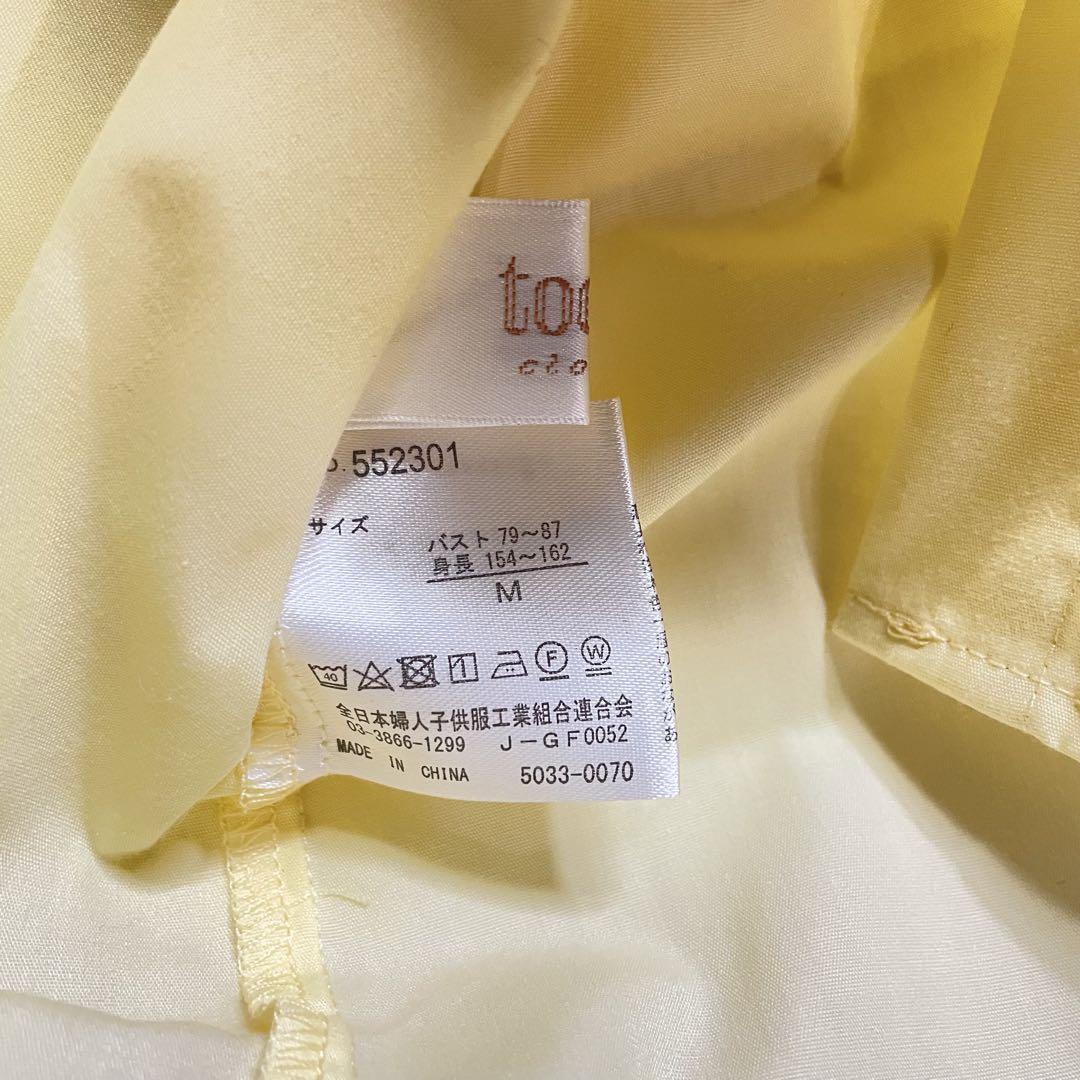 to
clo
.552301
サイズ
バスト 79~87
身長 154~162
M
40 1 F W
全日本婦人子供服工業組合連合会
03-3866-1299 J-GF0052
MADE IN CHINA 5033-0070